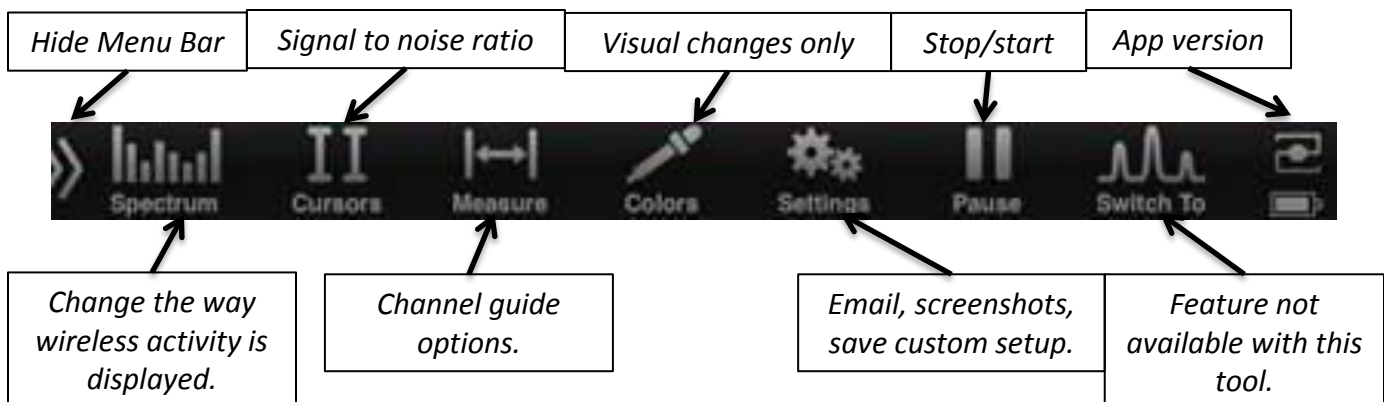 Hide Menu Bar
Signal to noise ratio
Visual changes only
Stop/start
App version
Spectrum
Cursors
Measure
Colors
Settings
Pause
Switch To
Change the way
wireless activity is
displayed.
Channel guide
options.
Email, screenshots,
save custom setup.
Feature not
available with this
tool.